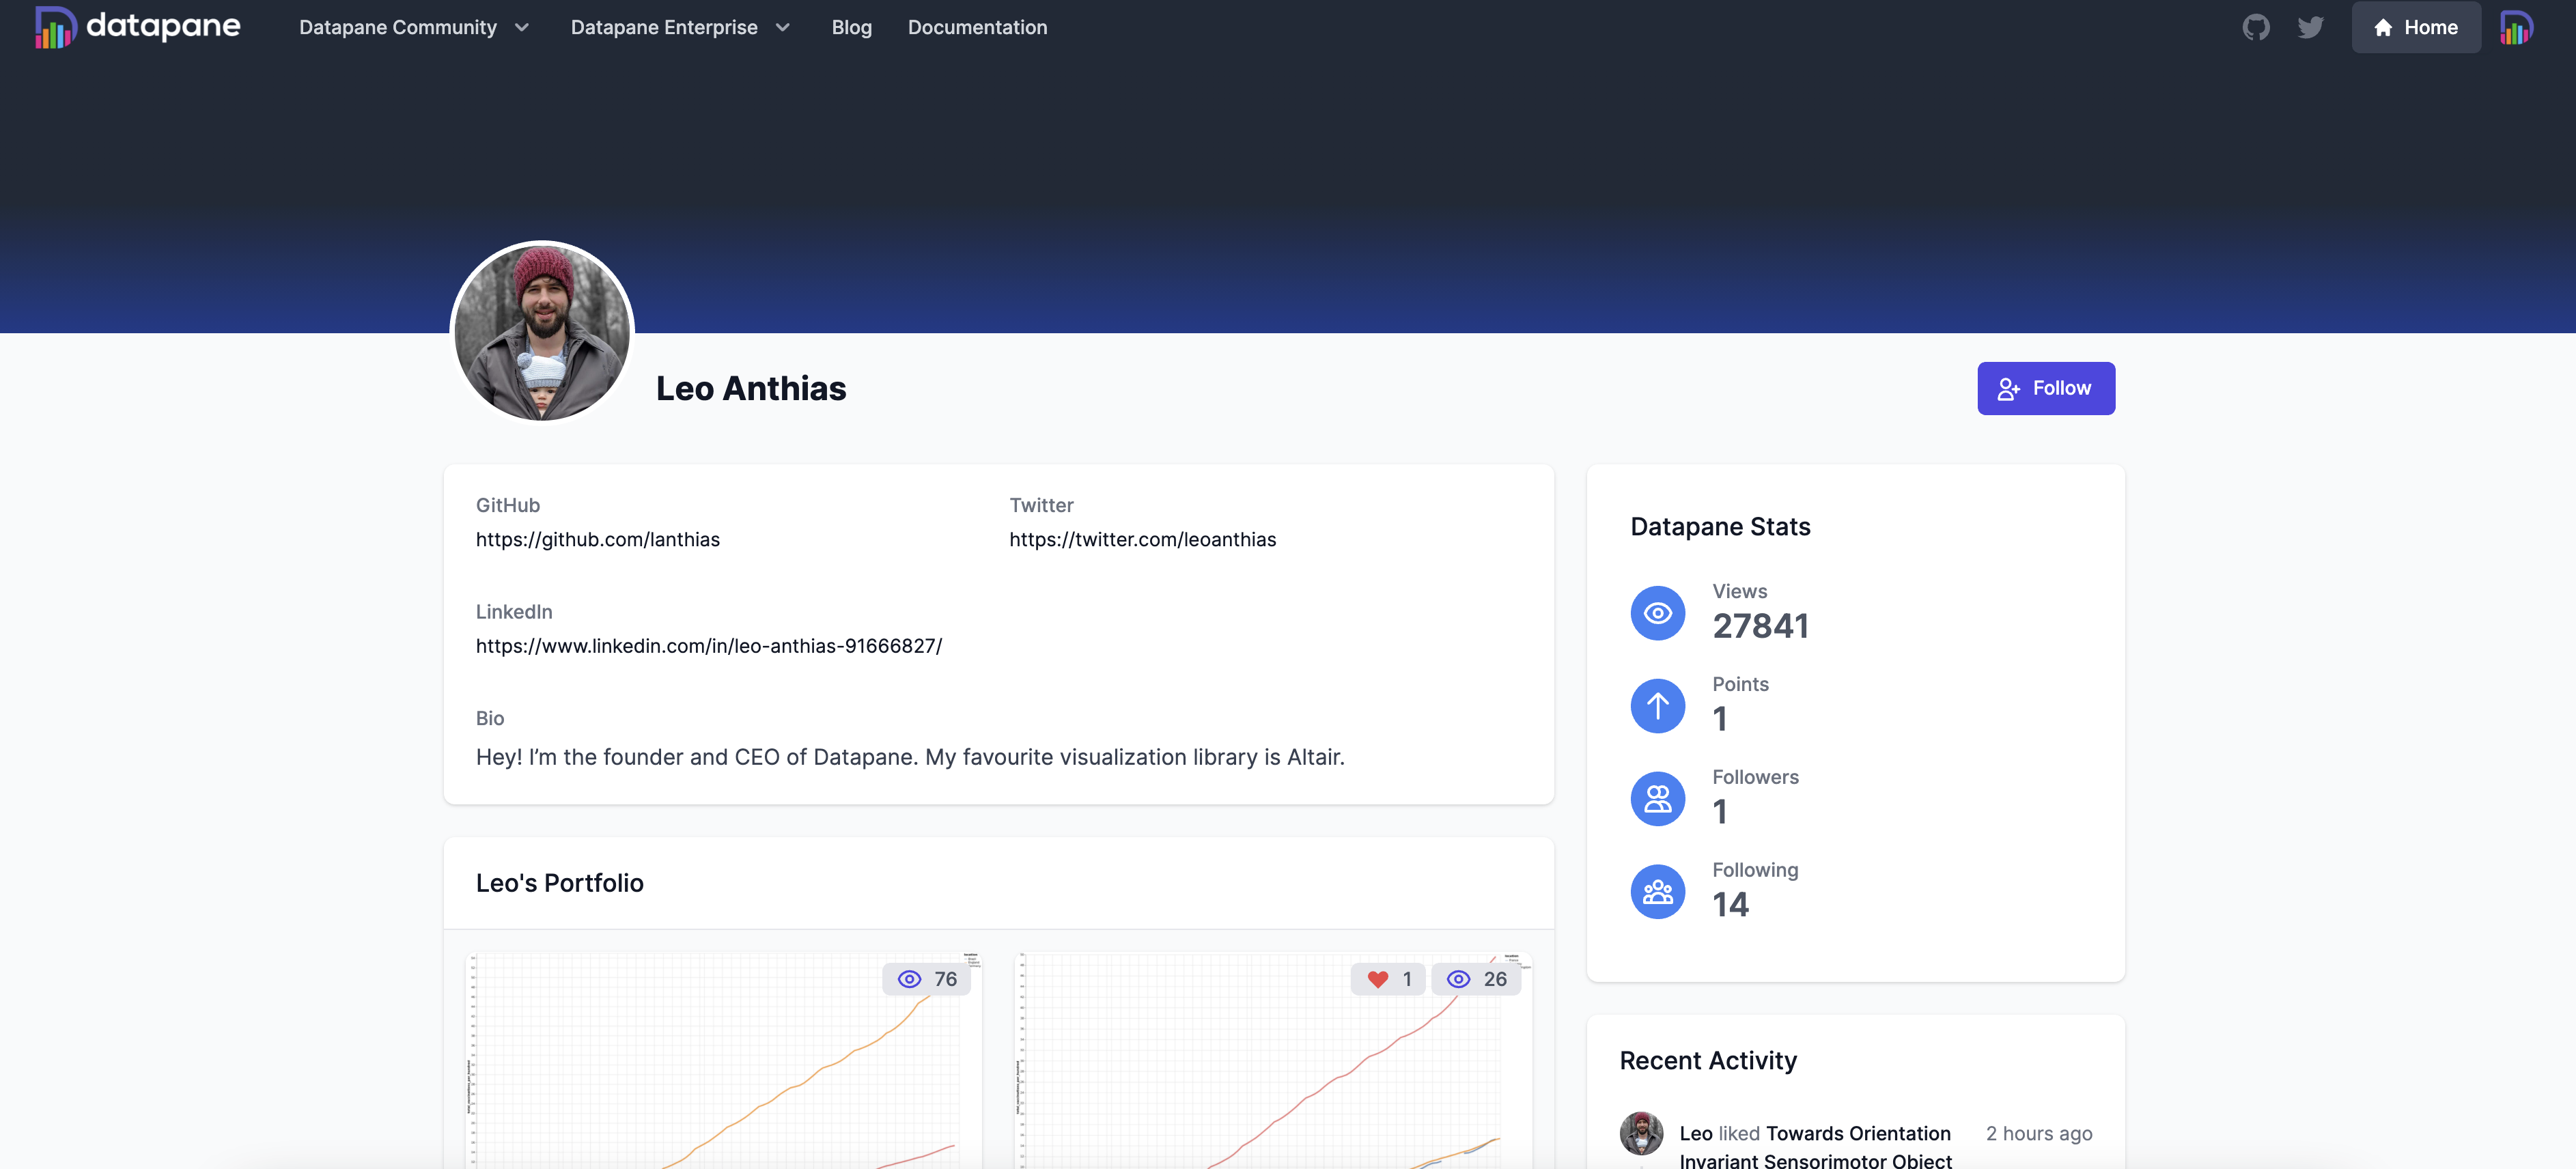 datapane
Datapane Community
Datapane Enterprise
Blog
Documentation
Home
Leo Anthias
Follow
GitHub
https://github.com/lanthias
Twitter
https://twitter.com/leoanthias
LinkedIn
https://www.linkedin.com/in/leo-anthias-91666827/
Bio
Hey! I’m the founder and CEO of Datapane. My favourite visualization library is Altair.
Leo's Portfolio
76
1
26
Datapane Stats
Views
27841
Points
1
Followers
1
Following
14
Recent Activity
Leo liked Towards Orientation
2 hours ago
Invariant Sensorimotor Object